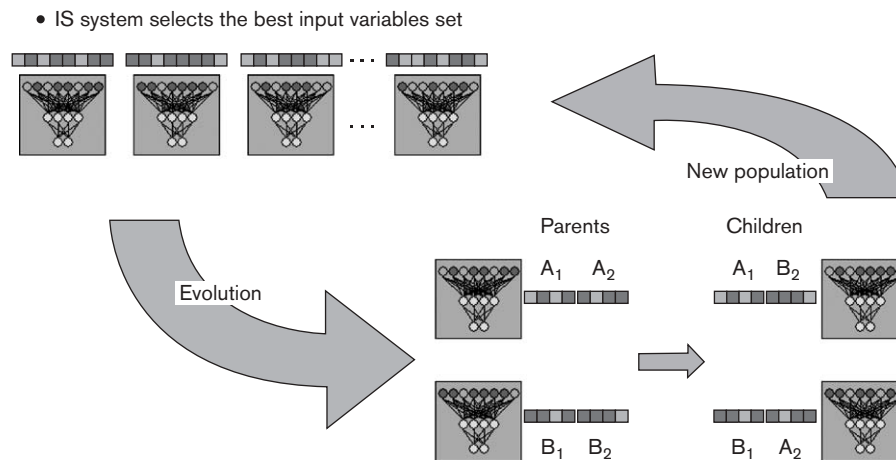 • IS system selects the best input variables set
...
...
New population
Parents
Children
A₁ A₂
A₁ B₂
Evolution
B₁ B₂
B₁ A₂